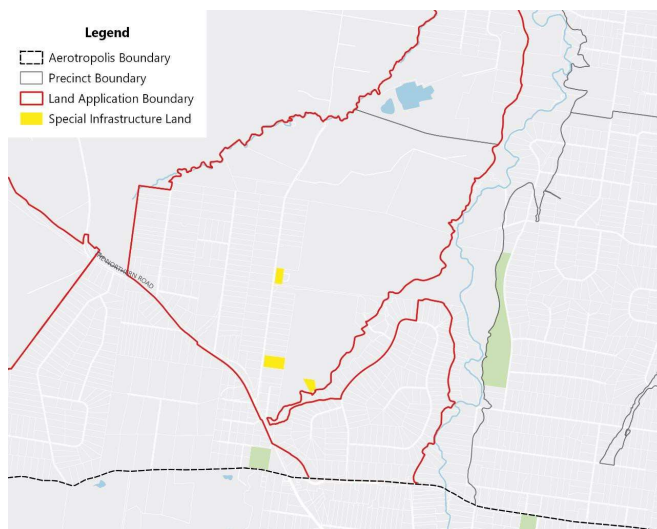 Legend
Aerotropolis Boundary
Precinct Boundary
Land Application Boundary
Special Infrastructure Land